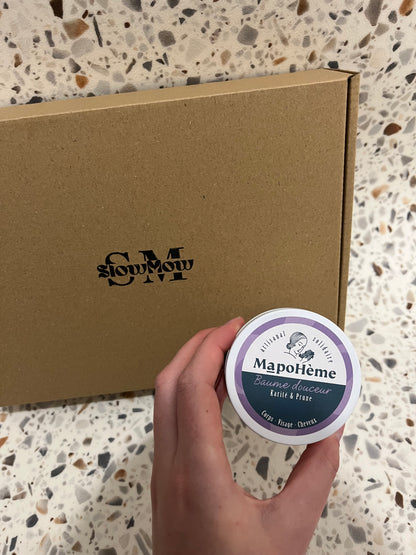 SM
SlowMow
artisanal solidaire
MapoHème
Baume douceur
Karité & Prune
Corps · Visage · Cheveux